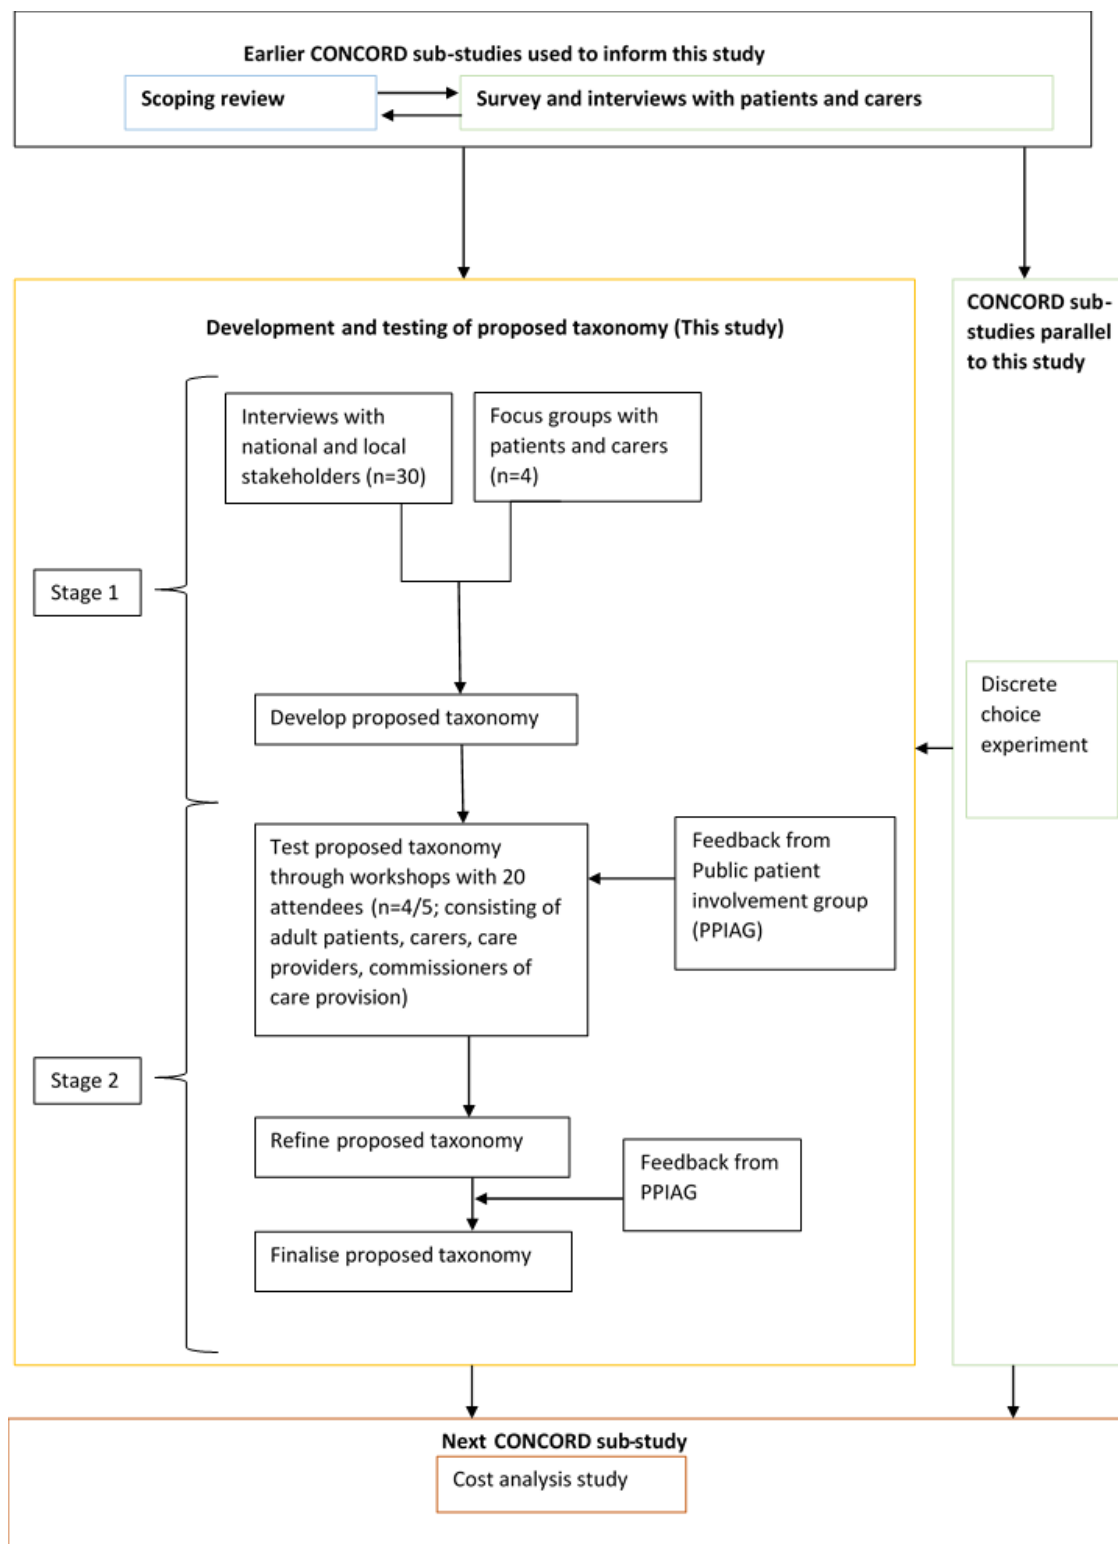 Earlier CONCORD sub-studies used to inform this study
Scoping review
Survey and interviews with patients and carers
Development and testing of proposed taxonomy (This study)
CONCORD sub-
studies parallel
to this study
Interviews with
national and local
stakeholders (n=30)
Focus groups with
patients and carers
(n=4)
Stage 1
Develop proposed taxonomy
Discrete
choice
experiment
Test proposed taxonomy
through workshops with 20
attendees (n=4/5; consisting of
adult patients, carers, care
providers, commissioners of
care provision)
Feedback from
Public patient
involvement group
(PPIAG)
Stage 2
Refine proposed taxonomy
Feedback from
PPIAG
Finalise proposed taxonomy
Next CONCORD sub-study
Cost analysis study